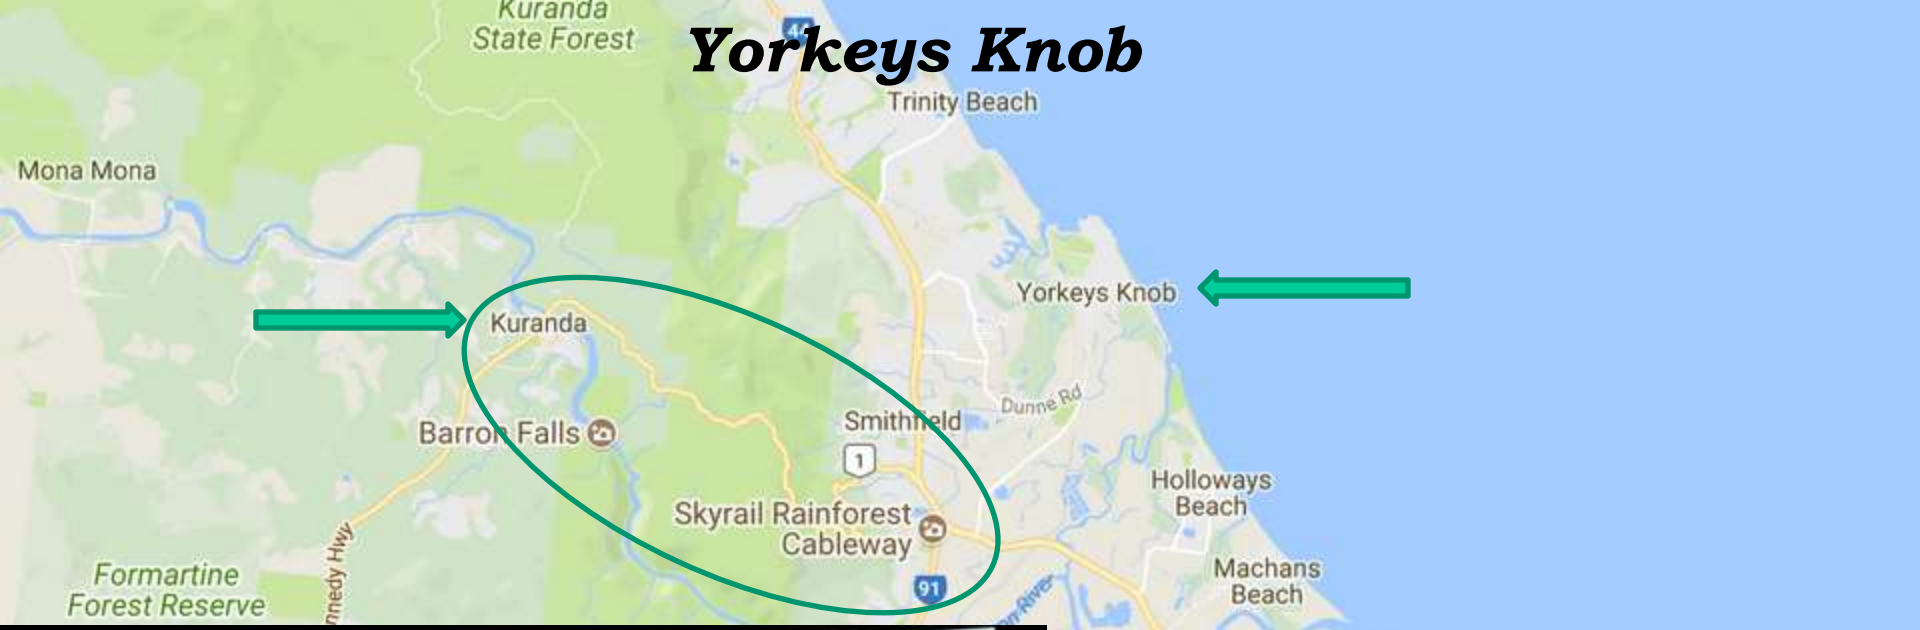 Kuranda
State Forest
44
Yorkeys Knob
Trinity Beach
Mona Mona
Yorkeys Knob
Kuranda
Dunne Rd
Smithfield
Barron Falls
1
Holloways
Beach
Skyrail Rainforest
Cableway
Machans
Beach
Formartine
Forest Reserve
91